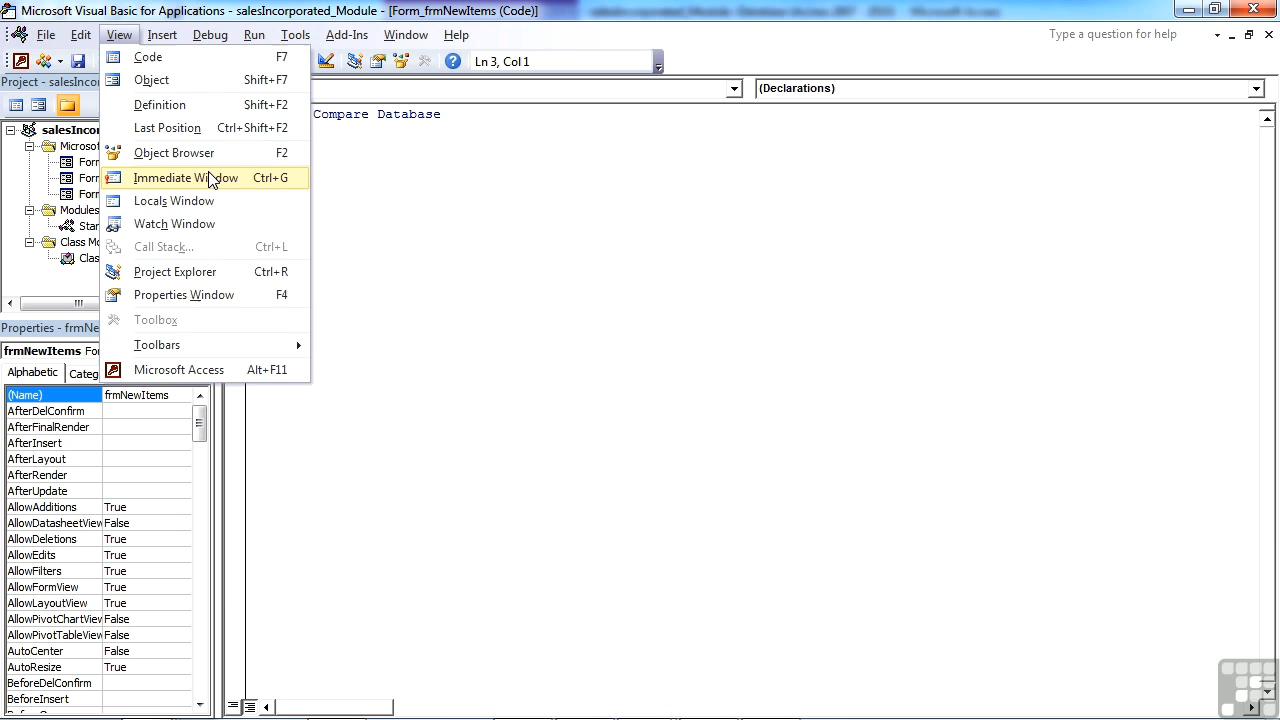 Microsoft Visual Basic for Applications - salesIncorporated_Module - [Form_frmNewItems (Code)]
File Edit View Insert Debug Run Tools Add-Ins Window Help Type a question for help
Ln 3, Col 1
Project - salesIncor
(Declarations)
Compare Database
Code F7
Object Shift+F7
Definition Shift+F2
Last Position Ctrl+Shift+F2
Object Browser F2
Immediate Window Ctrl+G
Locals Window
Watch Window
Call Stack... Ctrl+L
Project Explorer Ctrl+R
Properties Window F4
Toolbox
Toolbars
Microsoft Access Alt+F11
salesInco
Microsof
Form
Form
Form
Modules
Star
Class Mo
Clas
Properties - frmNe
frmNewItems For
Alphabetic Categ
(Name) frmNewItems
AfterDelConfirm
AfterFinalRender
AfterInsert
AfterLayout
AfterRender
AfterUpdate
AllowAdditions True
AllowDatasheetView False
AllowDeletions True
AllowEdits True
AllowFilters True
AllowFormView True
AllowLayoutView True
AllowPivotChartView False
AllowPivotTableView False
AutoCenter False
AutoResize True
BeforeDelConfirm
BeforeInsert